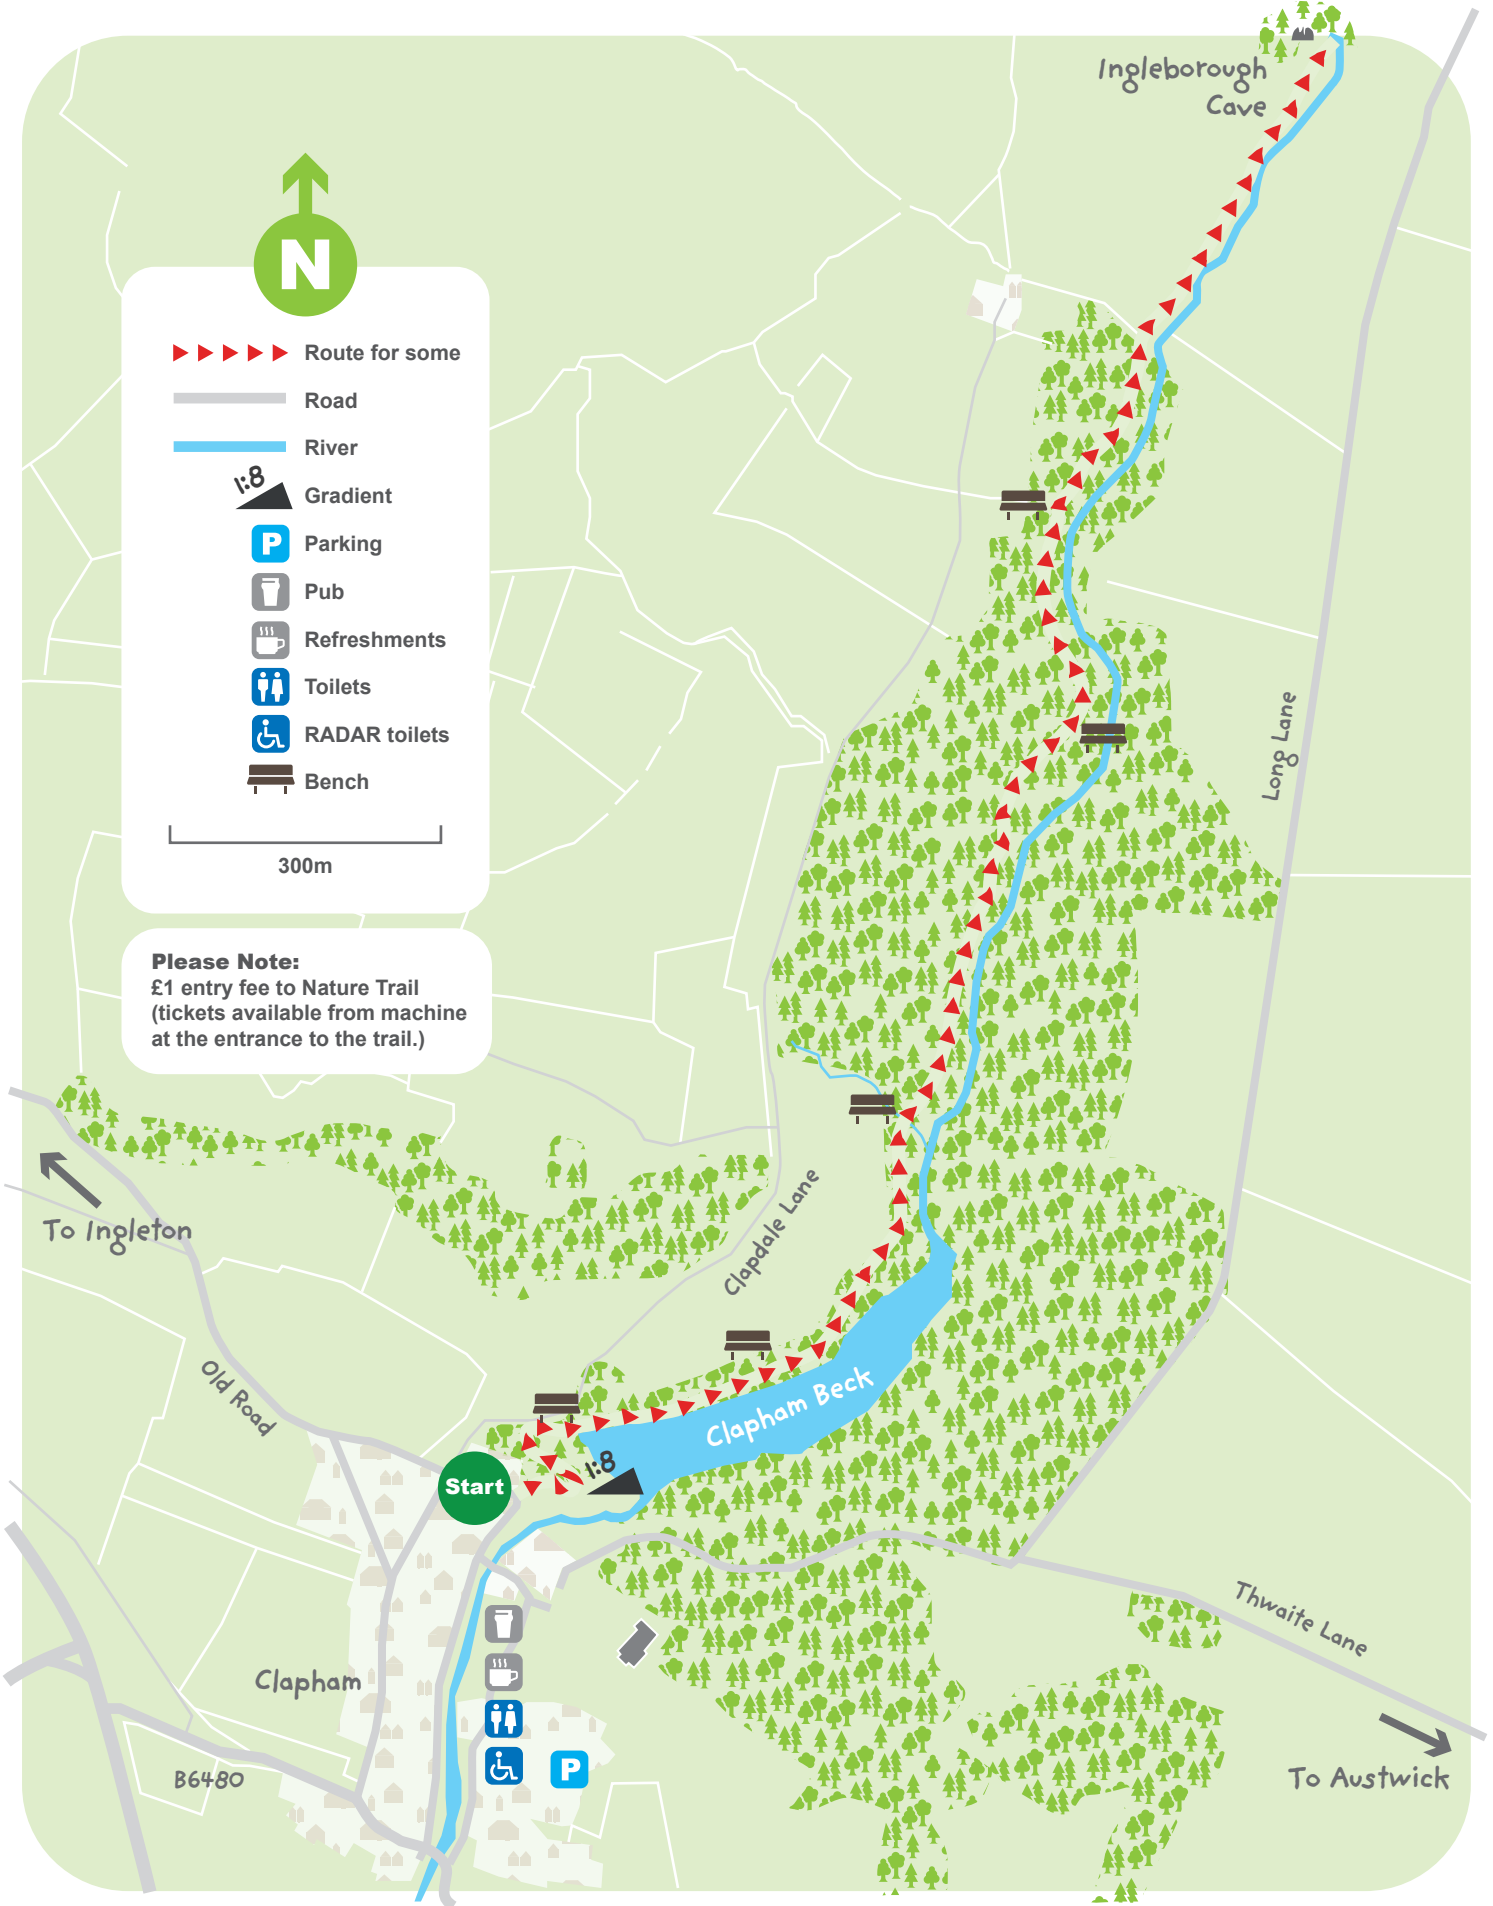 Ingleborough
Cave
N
Route for some
Road
River
1:8
Gradient
P
Parking
Pub
Refreshments
Toilets
RADAR toilets
Bench
300m
Please Note:
£1 entry fee to Nature Trail
(tickets available from machine
at the entrance to the trail.)
Long Lane
To Ingleton
Clapdale Lane
Old Road
Clapham Beck
1:8
Start
Thwaite Lane
Clapham
P
B6480
To Austwick